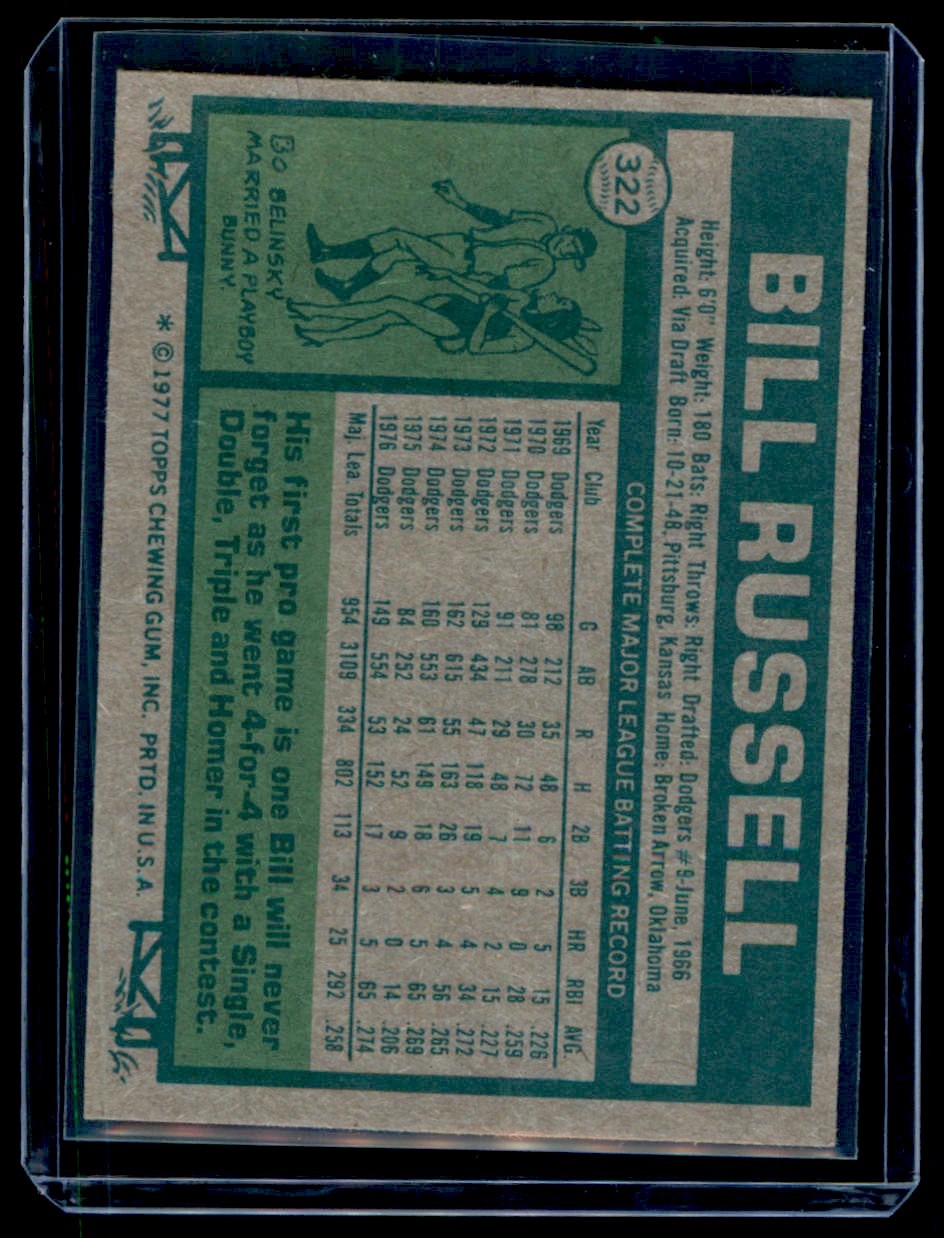 BILL RUSSELL
322
Height: 6'0" Weight: 180 Bats: Right Throws: Right Drafted: Dodgers #9-June, 1966
Acquired: Via Draft Born: 10-21-48, Pittsburg, Kansas Home: Broken Arrow, Oklahoma
COMPLETE MAJOR LEAGUE BATTING RECORD
Year Club G AB R H 2B 3B HR RBI AVG.
1969 Dodgers 98 212 35 48 6 2 5 15 .226
1970 Dodgers 81 278 30 72 11 9 0 28 .259
1971 Dodgers 91 211 29 48 7 4 2 15 .227
1972 Dodgers 129 434 47 118 19 5 4 34 .272
1973 Dodgers 162 615 55 163 26 3 4 56 .265
1974 Dodgers 160 553 61 149 18 6 5 65 .269
1975 Dodgers 84 252 24 52 9 2 0 14 .206
1976 Dodgers 149 554 53 152 17 3 5 65 .274
Maj. Lea Totals 954 3109 334 802 113 34 25 292 .258
BO BELINSKY
MARRIED A PLAYBOY
BUNNY.
His first pro game is one Bill will never
forget as he went 4-for-4 with a Single,
Double, Triple and Homer in the contest.
* © 1977 TOPPS CHEWING GUM, INC. PRTD. IN U.S.A.